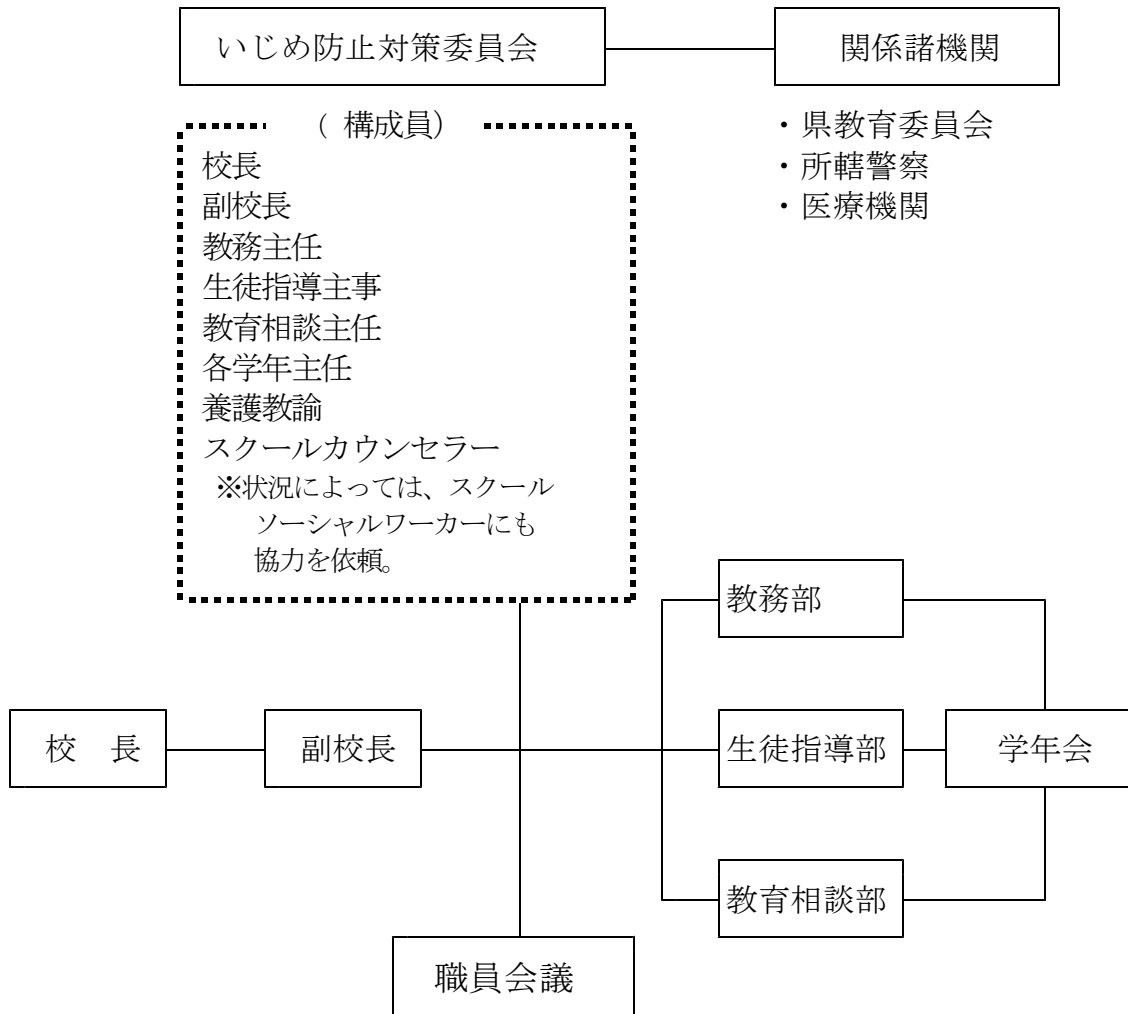 いじめ防止対策委員会
関係諸機関
（ 構成員）
校長
副校長
教務主任
生徒指導主事
教育相談主任
各学年主任
養護教諭
スクールカウンセラー
※状況によっては、スクール
ソーシャルワーカーにも
協力を依頼。
・県教育委員会
・所轄警察
・医療機関
教務部
校　長
副校長
生徒指導部
学年会
教育相談部
職員会議